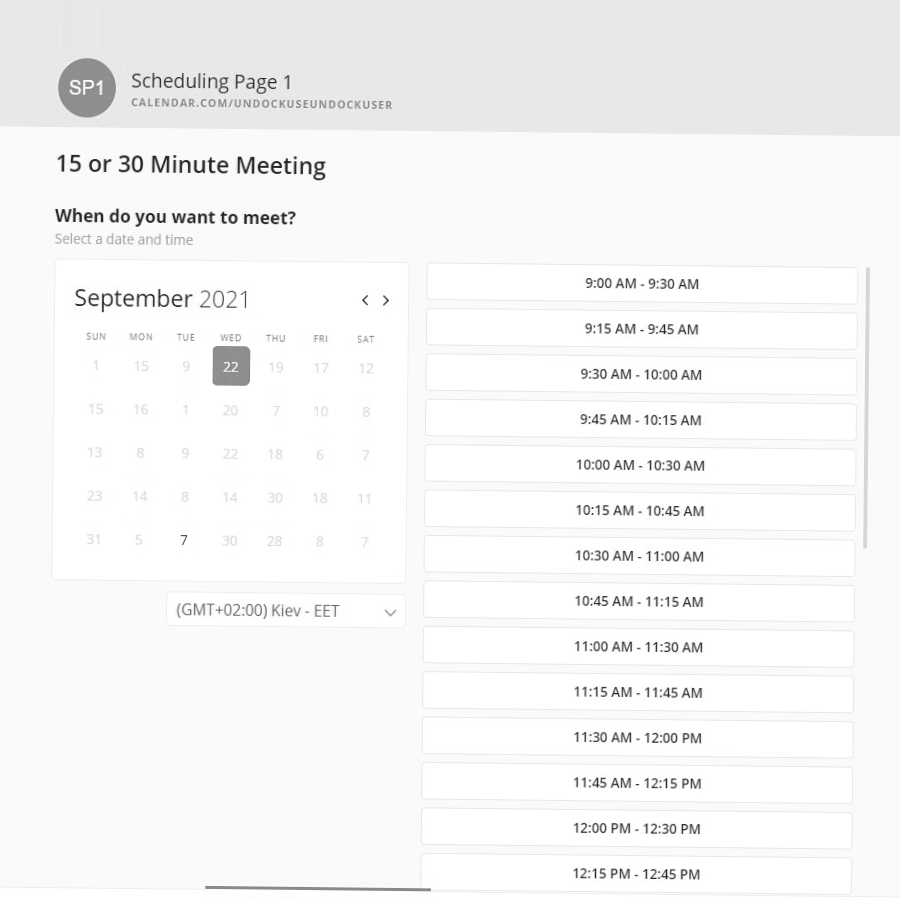 SP1
Scheduling Page 1
CALENDAR.COM/UNDOCKUSEUNDOCKUSER
15 or 30 Minute Meeting
When do you want to meet?
Select a date and time
September 2021
SUN MON TUE WED THU FRI SAT
1 15 9 22 19 17 12
15 16 1 20 7 10 8
13 8 9 22 18 6 7
23 14 8 14 30 18 11
31 5 7 30 28 8 7
(GMT+02:00) Kiev - EET
9:00 AM - 9:30 AM
9:15 AM - 9:45 AM
9:30 AM - 10:00 AM
9:45 AM - 10:15 AM
10:00 AM - 10:30 AM
10:15 AM - 10:45 AM
10:30 AM - 11:00 AM
10:45 AM - 11:15 AM
11:00 AM - 11:30 AM
11:15 AM - 11:45 AM
11:30 AM - 12:00 PM
11:45 AM - 12:15 PM
12:00 PM - 12:30 PM
12:15 PM - 12:45 PM